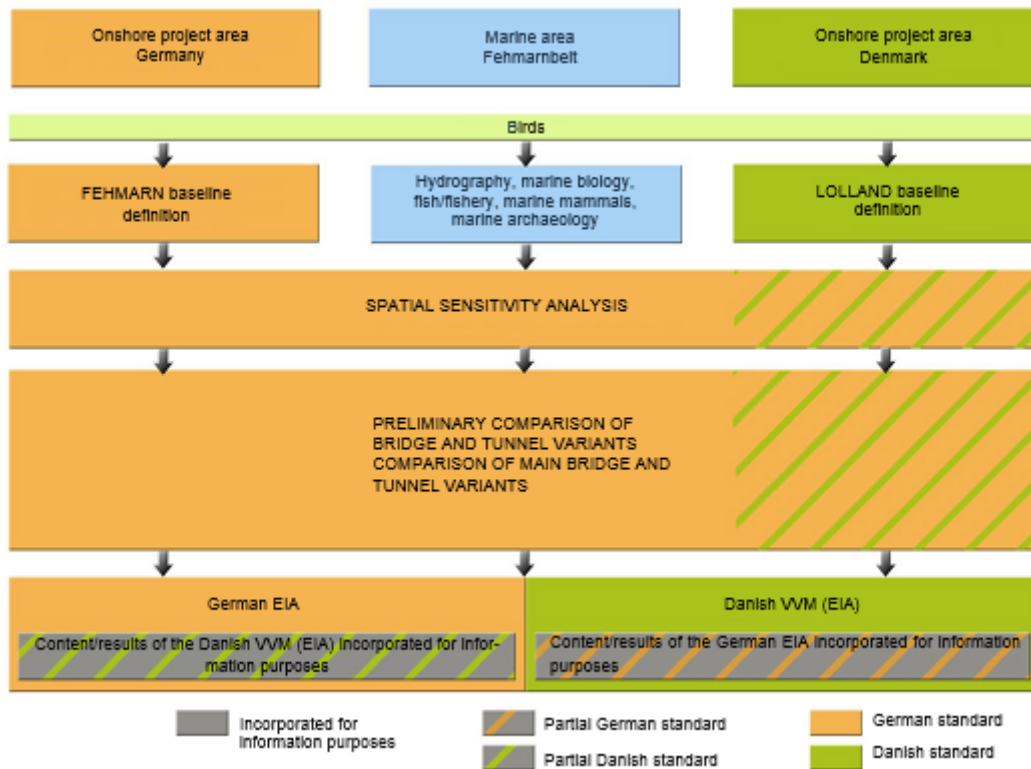 Onshore project area
Germany
Marine area
Fehmarnbelt
Onshore project area
Denmark
Birds
FEHMARN baseline
definition
Hydrography, marine biology,
fish/fishery, marine mammals,
marine archaeology
LOLLAND baseline
definition
SPATIAL SENSITIVITY ANALYSIS
PRELIMINARY COMPARISON OF
BRIDGE AND TUNNEL VARIANTS
COMPARISON OF MAIN BRIDGE AND
TUNNEL VARIANTS
German EIA
Content/results of the Danish VVM (EIA) incorporated for infor-
mation purposes
Danish VVM (EIA)
Content/results of the German EIA incorporated for information
purposes
Incorporated for
information purposes
Partial German standard
Partial Danish standard
German standard
Danish standard